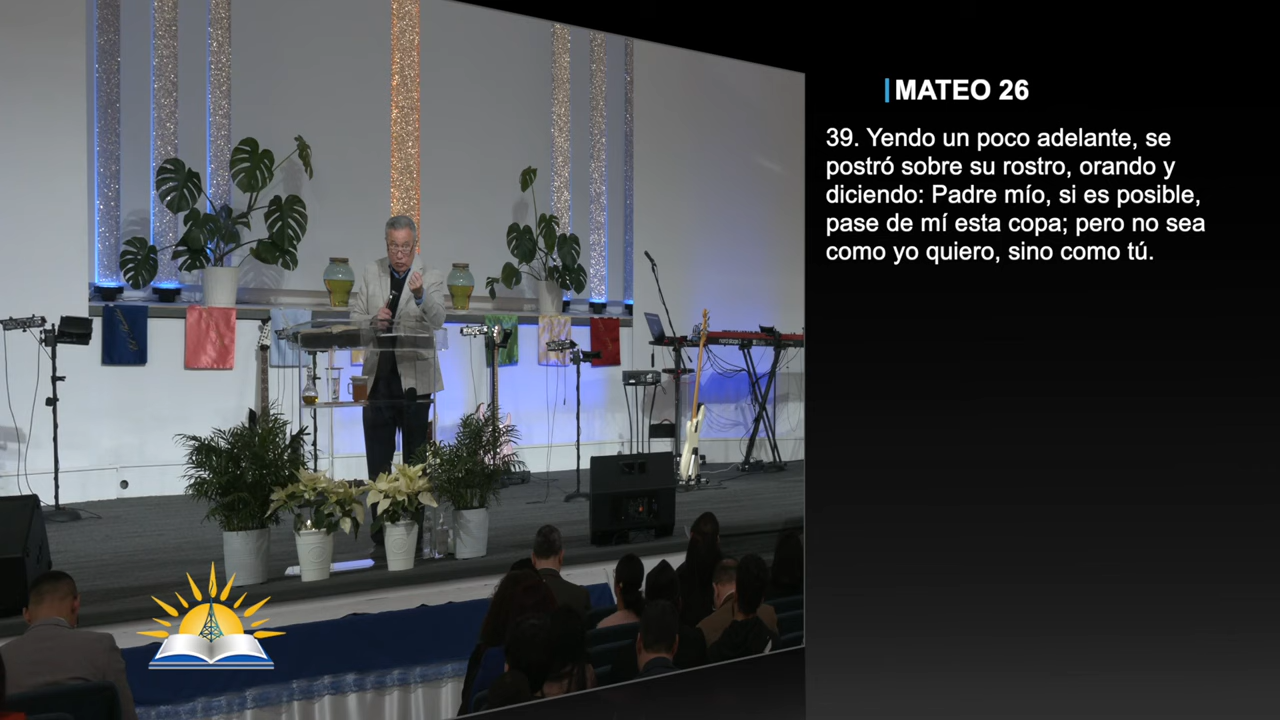 MATEO 26
39. Yendo un poco adelante, se
postró sobre su rostro, orando y
diciendo: Padre mío, si es posible,
pase de mí esta copa; pero no sea
como yo quiero, sino como tú.